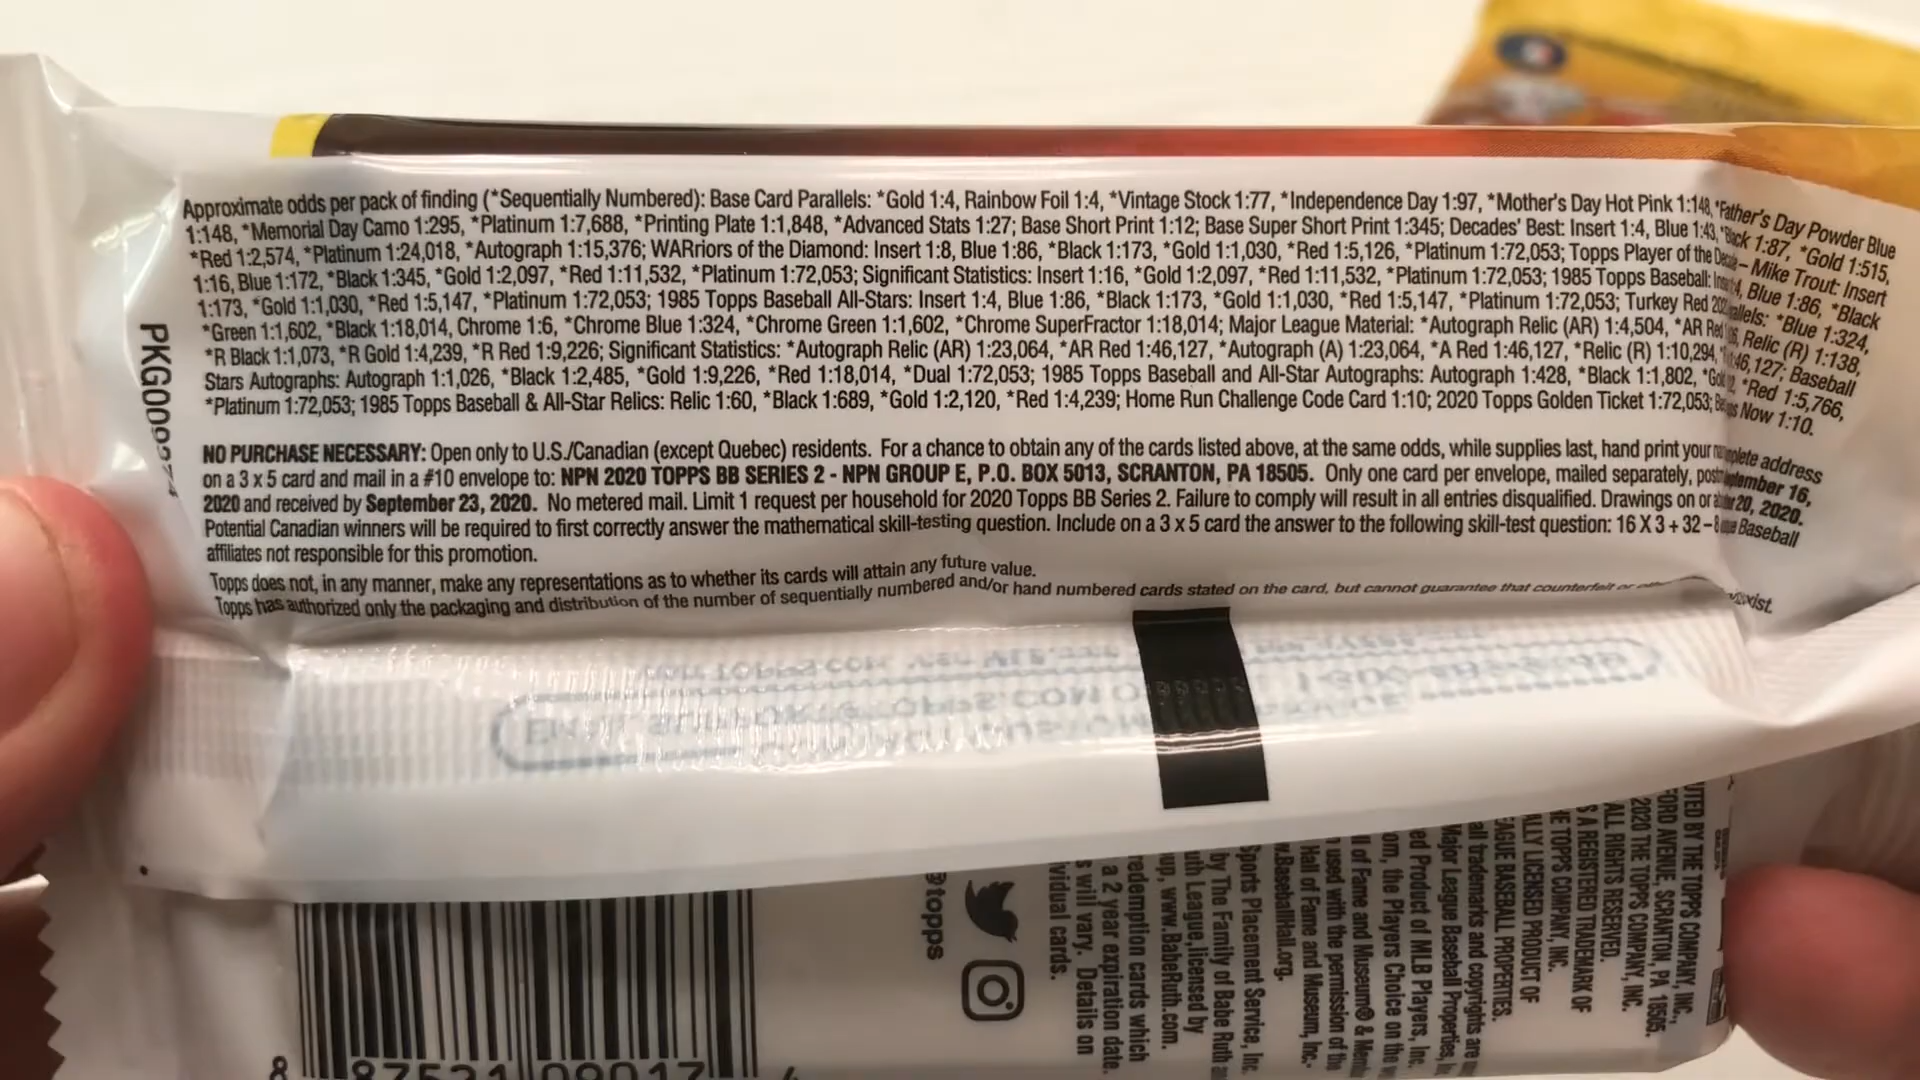 Approximate odds per pack of finding (*Sequentially Numbered): Base Card Parallels: *Gold 1:4, Rainbow Foil 1:4, *Vintage Stock 1:77, *Independence Day 1:97, *Mother's Day Hot Pink 1:148, *Father's Day Powder Blue
1:148, *Memorial Day Camo 1:295, *Platinum 1:7,688, *Printing Plate 1:1,848, *Advanced Stats 1:27; Base Short Print 1:12; Base Super Short Print 1:345; Decades' Best: Insert 1:4, Blue 1:43, *Black 1:87, *Gold 1:515,
*Red 1:2,574, *Platinum 1:24,018, *Autograph 1:15,376; WARriors of the Diamond: Insert 1:8, Blue 1:86, *Black 1:173, *Gold 1:1,030, *Red 1:5,126, *Platinum 1:72,053; Topps Player of the Decade – Mike Trout: Insert
1:16, Blue 1:172, *Black 1:345, *Gold 1:2,097, *Red 1:11,532, *Platinum 1:72,053; Significant Statistics: Insert 1:16, *Gold 1:2,097, *Red 1:11,532, *Platinum 1:72,053; 1985 Topps Baseball: Blue 1:86, *Black
1:173, *Gold 1:1,030, *Red 1:5,147, *Platinum 1:72,053; 1985 Topps Baseball All-Stars: Insert 1:4, Blue 1:86, *Black 1:173, *Gold 1:1,030, *Red 1:5,147, *Platinum 1:72,053; Turkey Red *Blue 1:324,
*Green 1:1,602, *Black 1:18,014, Chrome 1:6, *Chrome Blue 1:324, *Chrome Green 1:1,602, *Chrome SuperFractor 1:18,014; Major League Material: *Autograph Relic (AR) 1:4,504, *AR Red Relic (R) 1:138,
*R Black 1:1,073, *R Gold 1:4,239, *R Red 1:9,226; Significant Statistics: *Autograph Relic (AR) 1:23,064, *AR Red 1:46,127, *Autograph (A) 1:23,064, *A Red 1:46,127, *Relic (R) 1:10,294, Baseball
Stars Autographs: Autograph 1:1,026, *Black 1:2,485, *Gold 1:9,226, *Red 1:18,014, *Dual 1:72,053; 1985 Topps Baseball and All-Star Autographs: Autograph 1:428, *Black 1:1,802, *Red 1:5,766,
*Platinum 1:72,053; 1985 Topps Baseball & All-Star Relics: Relic 1:60, *Black 1:689, *Gold 1:2,120, *Red 1:4,239; Home Run Challenge Code Card 1:10; 2020 Topps Golden Ticket 1:72,053; Now 1:10.
NO PURCHASE NECESSARY: Open only to U.S./Canadian (except Quebec) residents. For a chance to obtain any of the cards listed above, at the same odds, while supplies last, hand print your address
on a 3 x 5 card and mail in a #10 envelope to: NPN 2020 TOPPS BB SERIES 2 - NPN GROUP E, P.O. BOX 5013, SCRANTON, PA 18505. Only one card per envelope, mailed separately, 16,
2020 and received by September 23, 2020. No metered mail. Limit 1 request per household for 2020 Topps BB Series 2. Failure to comply will result in all entries disqualified. Drawings on or 20, 2020.
Potential Canadian winners will be required to first correctly answer the mathematical skill-testing question. Include on a 3 x 5 card the answer to the following skill-test question: 16 X 3 + 32 – 8 Baseball
affiliates not responsible for this promotion.
Topps does not, in any manner, make any representations as to whether its cards will attain any future value.
Topps has authorized only the packaging and distribution of the number of sequentially numbered and/or hand numbered cards stated on the card, but cannot guarantee that counterfeit or exist.
@topps
UTED BY THE TOPPS COMPANY, INC.,
FORD AVENUE, SCRANTON, PA 18505.
2020 THE TOPPS COMPANY, INC.
ALL RIGHTS RESERVED.
S A REGISTERED TRADEMARK OF
HE TOPPS COMPANY, INC.
ALLY LICENSED PRODUCT OF
AGUE BASEBALL PROPERTIES.
all trademarks and copyrights are
Major League Baseball Properties,
ed Product of MLB Players, Inc.
om, the Players Choice on the
l of Fame and Museum®
used with the permission of the
Hall of Fame and Museum, Inc.
w.BaseballHall.org.
Sports Placement Service, Inc.
by The Family of Babe Ruth
uth League, licensed by
up, www.BabeRuth.com.
redemption cards which
a 2 year expiration date.
s will vary. Details on
ividual cards.